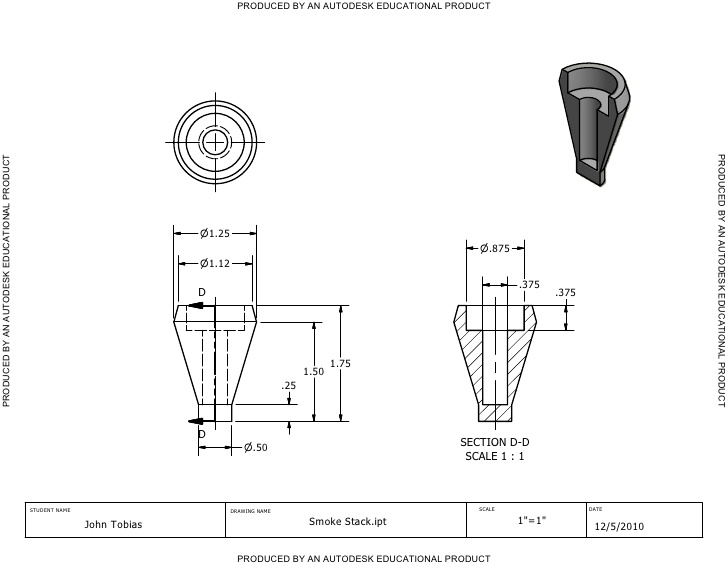 PRODUCED BY AN AUTODESK EDUCATIONAL PRODUCT
PRODUCED BY AN AUTODESK EDUCATIONAL PRODUCT
PRODUCED BY AN AUTODESK EDUCATIONAL PRODUCT
Ø1.25
Ø1.12
D
1.75
1.50
.25
D
Ø.50
Ø.875
.375
.375
SECTION D-D
SCALE 1 : 1
STUDENT NAME
John Tobias
DRAWING NAME
Smoke Stack.ipt
SCALE
1"=1"
DATE
12/5/2010
PRODUCED BY AN AUTODESK EDUCATIONAL PRODUCT